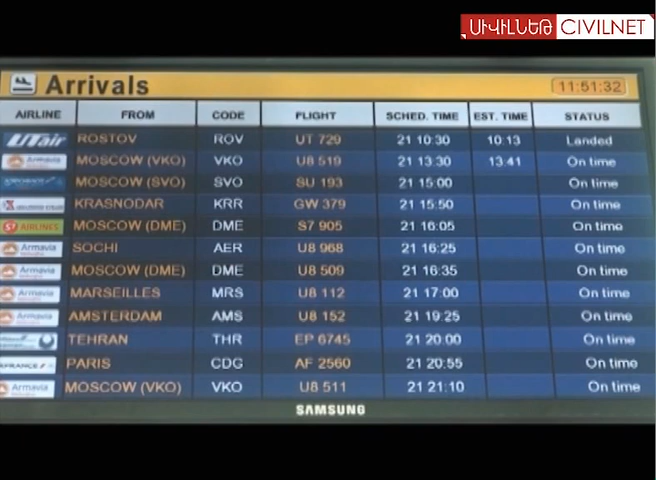 ՍԻՎԻԼՆԵԹ CIVILNET
Arrivals 11:51:32
AIRLINE FROM CODE FLIGHT SCHED. TIME EST. TIME STATUS
UTair ROSTOV ROV UT 729 21 10:30 10:13 Landed
Armavia MOSCOW (VKO) VKO U8 519 21 13:30 13:41 On time
MOSCOW (SVO) SVO SU 193 21 15:00 On time
KRASNODAR KRR GW 379 21 15:50 On time
S7 AIRLINES MOSCOW (DME) DME S7 905 21 16:05 On time
Armavia SOCHI AER U8 968 21 16:25 On time
Armavia MOSCOW (DME) DME U8 509 21 16:35 On time
Armavia MARSEILLES MRS U8 112 21 17:00 On time
Armavia AMSTERDAM AMS U8 152 21 19:25 On time
TEHRAN THR EP 6745 21 20:00 On time
AIRFRANCE PARIS CDG AF 2560 21 20:55 On time
Armavia MOSCOW (VKO) VKO U8 511 21 21:10 On time
SAMSUNG